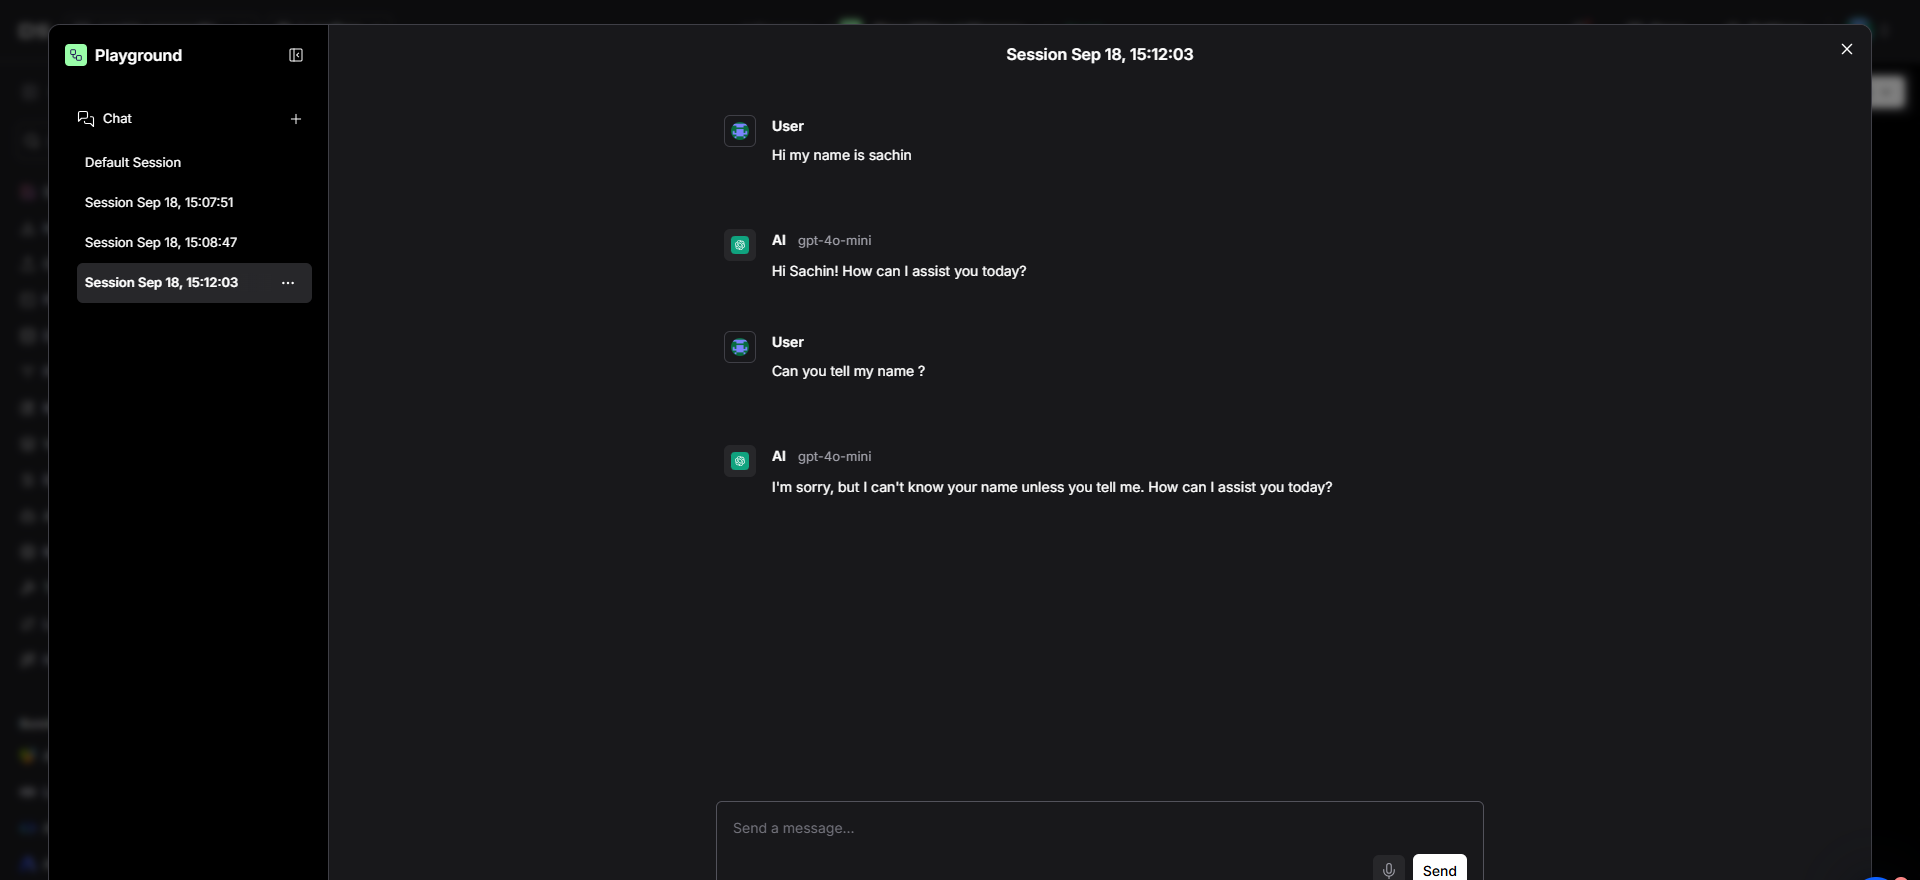 Playground
Chat
Default Session
Session Sep 18, 15:07:51
Session Sep 18, 15:08:47
Session Sep 18, 15:12:03
Session Sep 18, 15:12:03
User
Hi my name is sachin
AI gpt-4o-mini
Hi Sachin! How can I assist you today?
User
Can you tell my name ?
AI gpt-4o-mini
I'm sorry, but I can't know your name unless you tell me. How can I assist you today?
Send a message...
Send